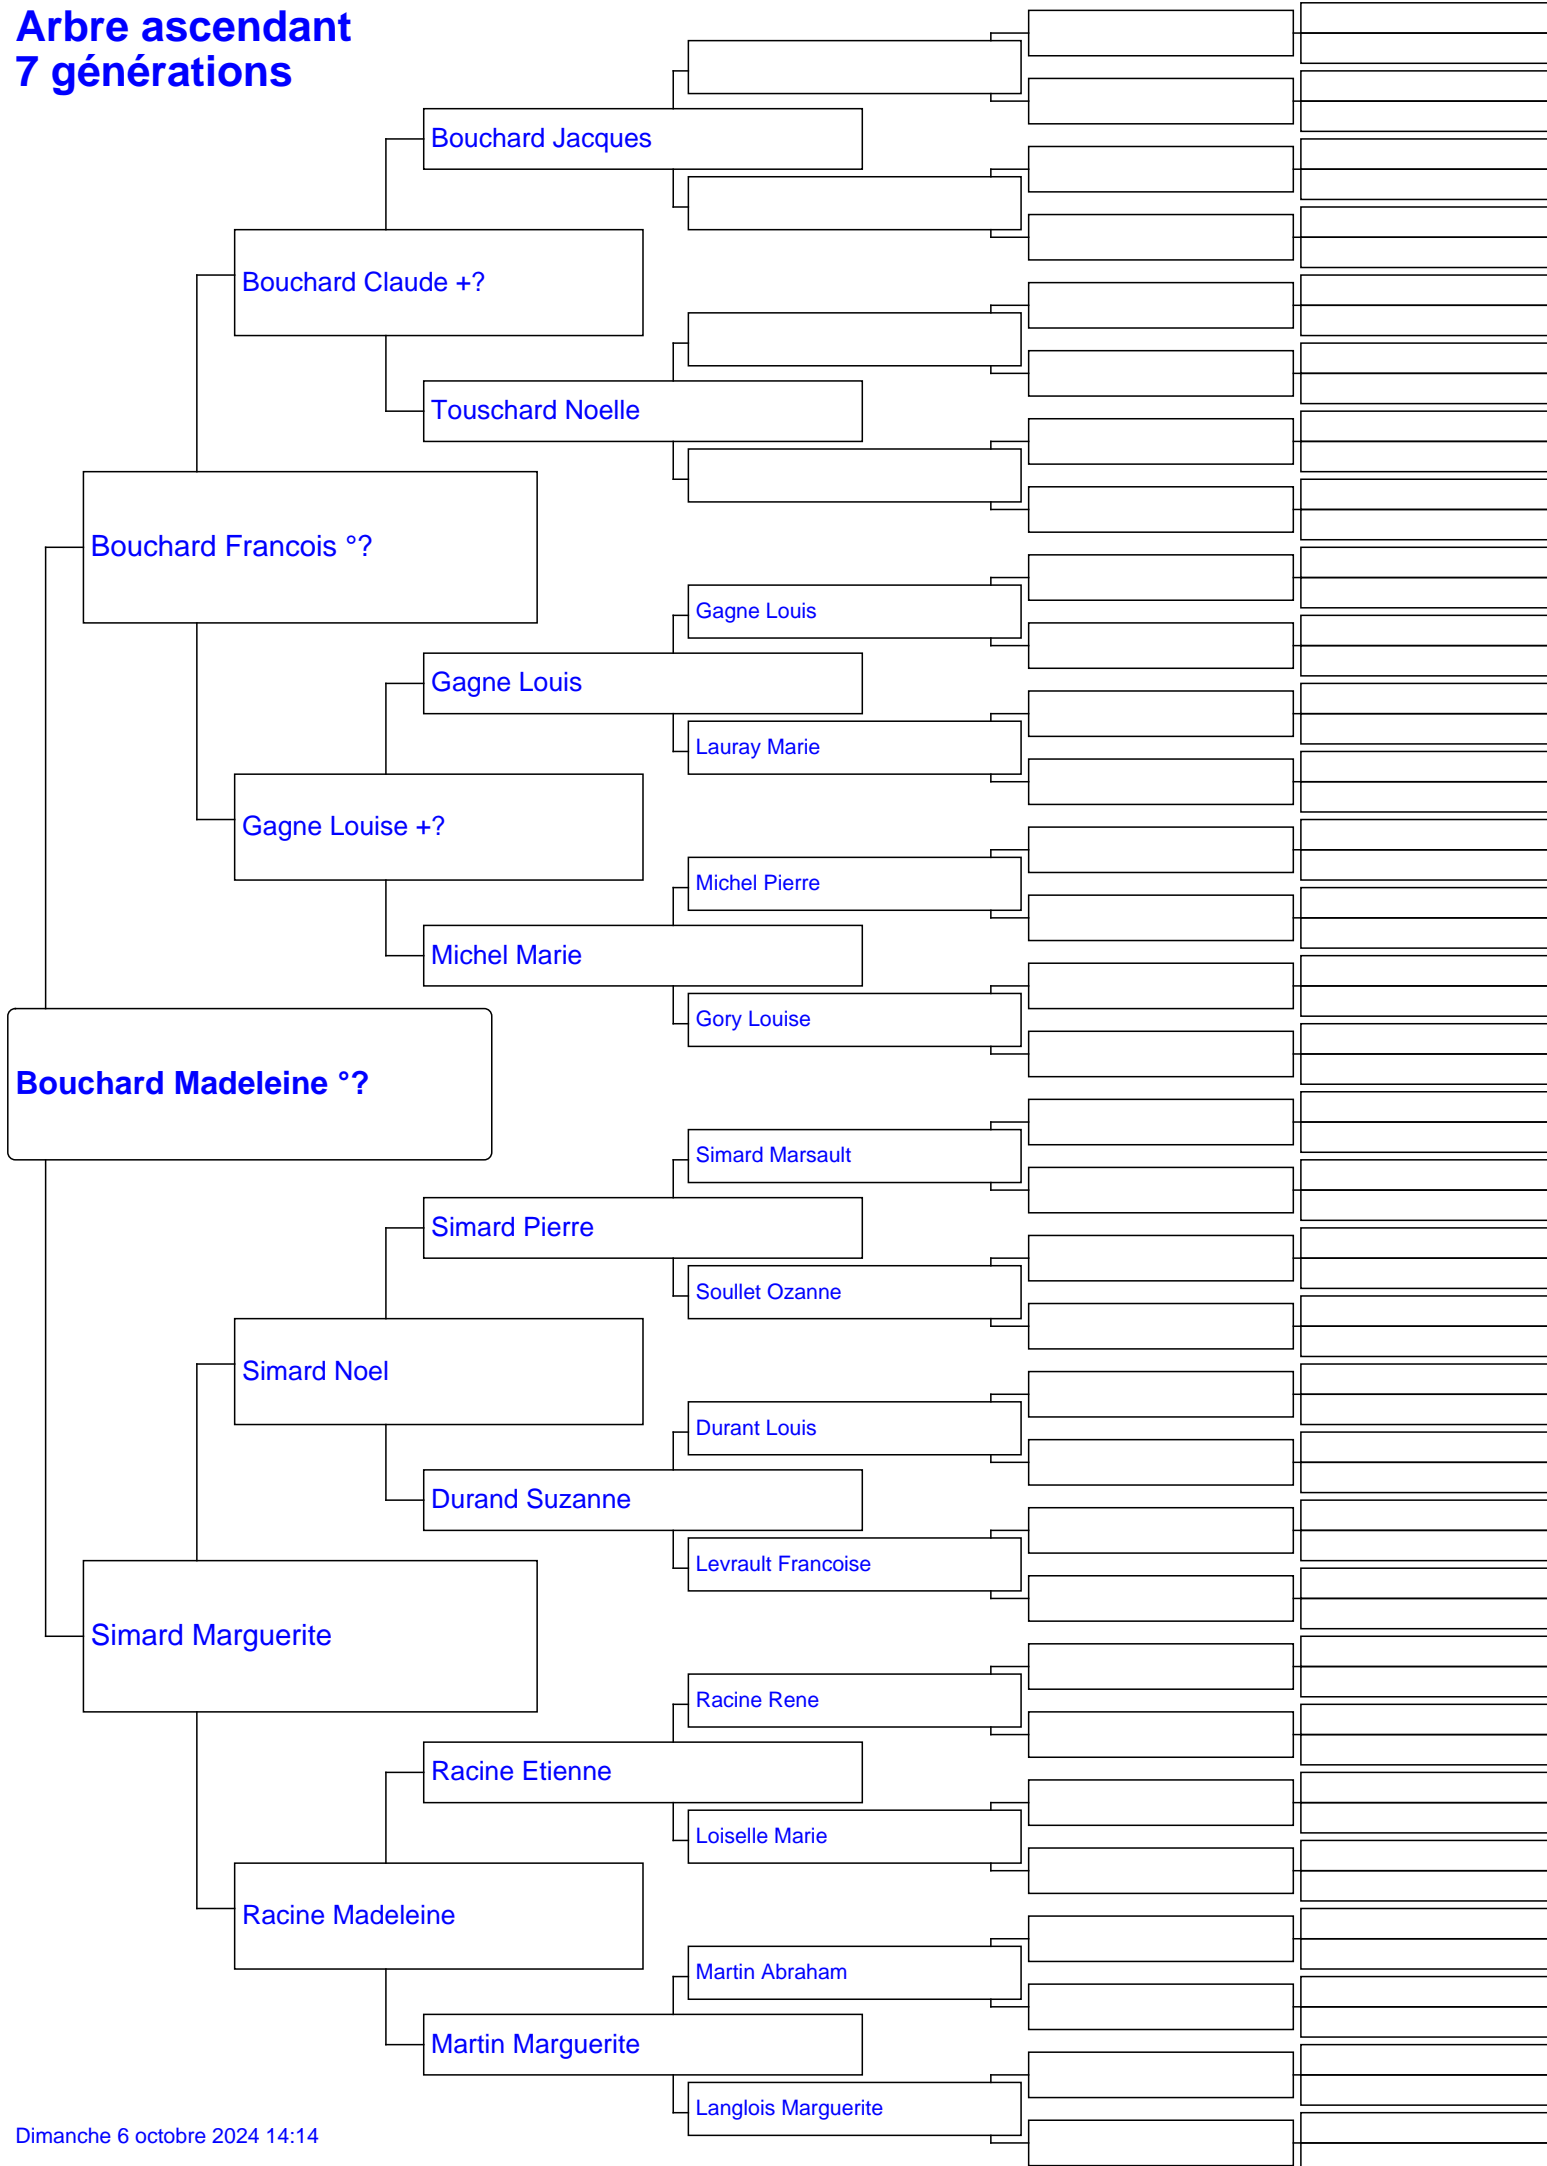 Arbre ascendant
7 générations
Bouchard Jacques
Bouchard Claude +?
Touschard Noelle
Bouchard Francois °?
Gagne Louis
Gagne Louis
Lauray Marie
Gagne Louise +?
Michel Pierre
Michel Marie
Gory Louise
Bouchard Madeleine °?
Simard Marsault
Simard Pierre
Soullet Ozanne
Simard Noel
Durant Louis
Durand Suzanne
Levrault Francoise
Simard Marguerite
Racine Rene
Racine Etienne
Loiselle Marie
Racine Madeleine
Martin Abraham
Martin Marguerite
Langlois Marguerite
Dimanche 6 octobre 2024 14:14